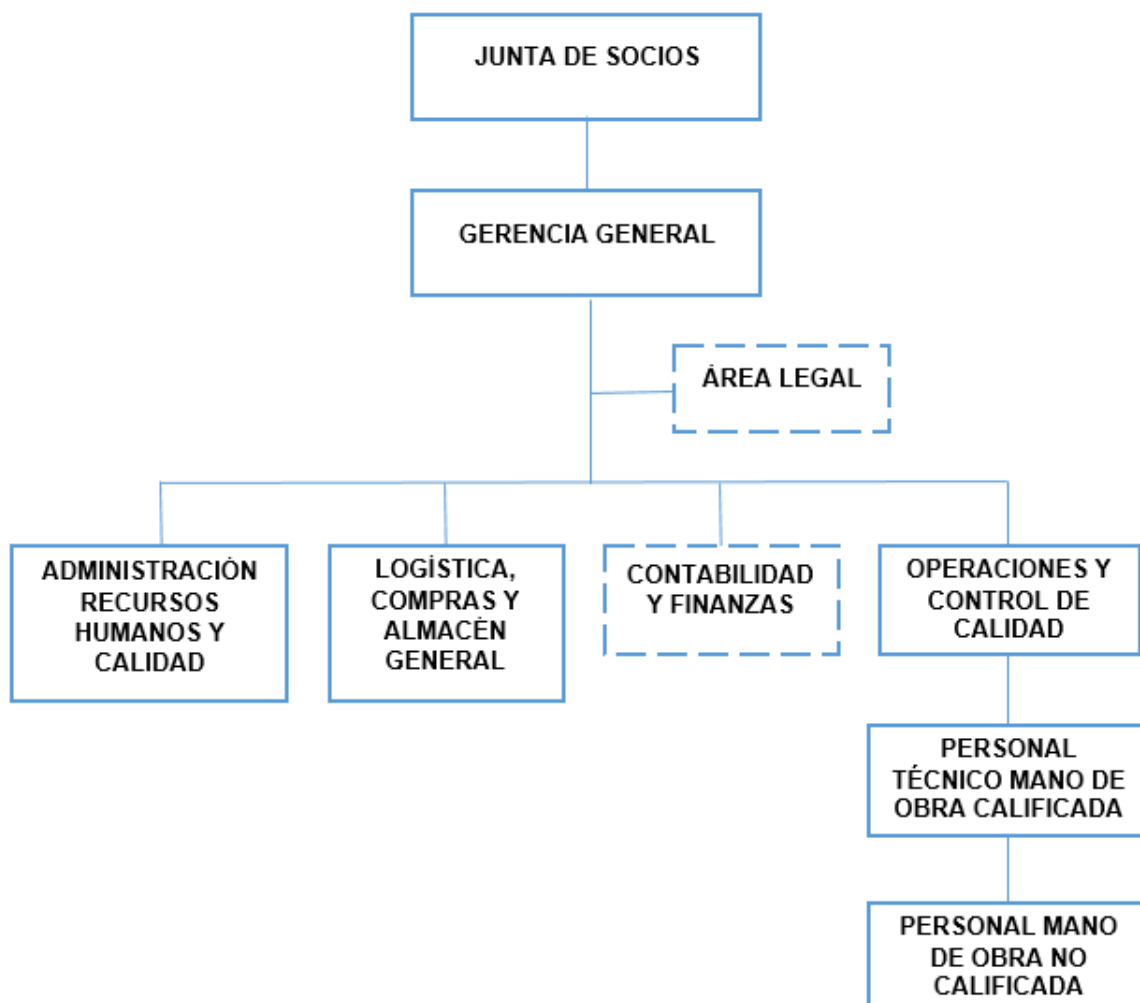 JUNTA DE SOCIOS
GERENCIA GENERAL
ÁREA LEGAL
ADMINISTRACIÓN
RECURSOS
HUMANOS Y
CALIDAD
LOGÍSTICA,
COMPRAS Y
ALMACÉN
GENERAL
CONTABILIDAD
Y FINANZAS
OPERACIONES Y
CONTROL DE
CALIDAD
PERSONAL
TÉCNICO MANO DE
OBRA CALIFICADA
PERSONAL MANO
DE OBRA NO
CALIFICADA